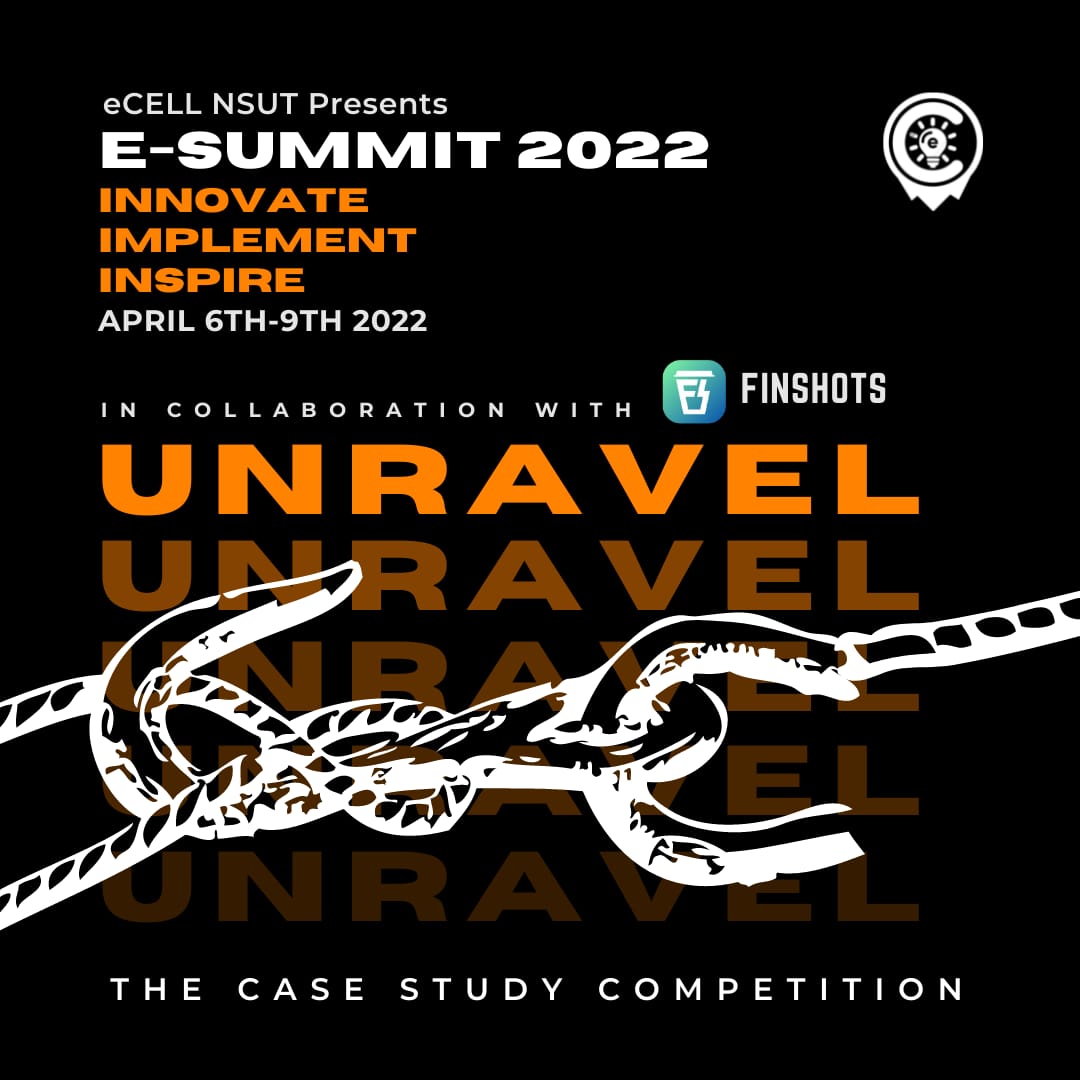 eCELL NSUT Presents
E-SUMMIT 2022
INNOVATE
IMPLEMENT
INSPIRE
APRIL 6TH-9TH 2022
e
IN COLLABORATION WITH FS FINSHOTS
UNRAVEL
UNRAVEL
UNRAVEL
UNRAVEL
UNRAVEL
THE CASE STUDY COMPETITION